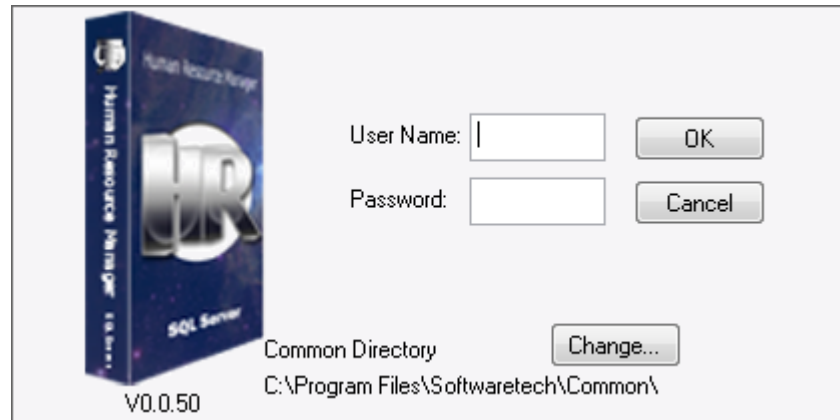 Human Resource Manager
Human Resource Manager
HR
SQL Server
User Name:
OK
Password:
Cancel
Common Directory
Change...
C:\Program Files\Softwaretech\Common\
V0.0.50